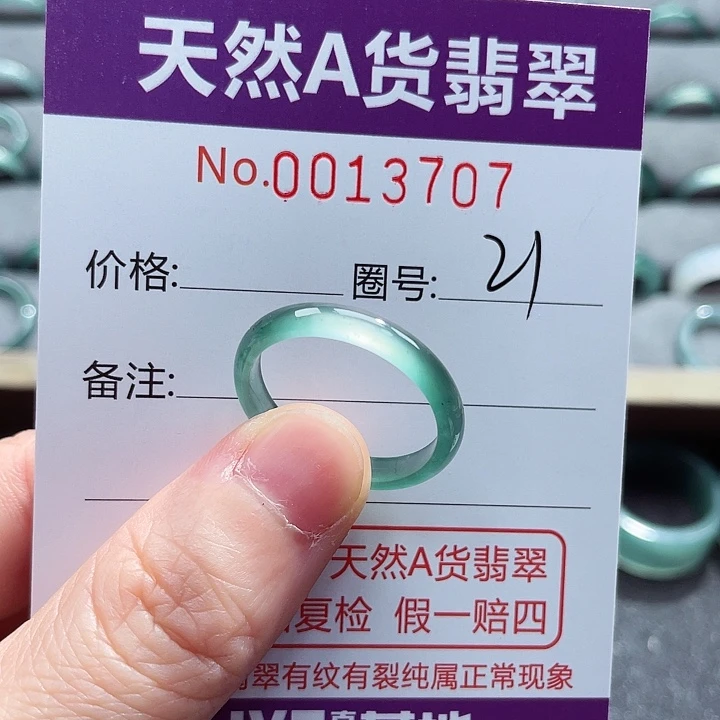 天然A货翡翠
No.0013707
价格: 圈号: 21
备注:
天然A货翡翠
复检 假一赔四
翠有纹有裂纯属正常现象